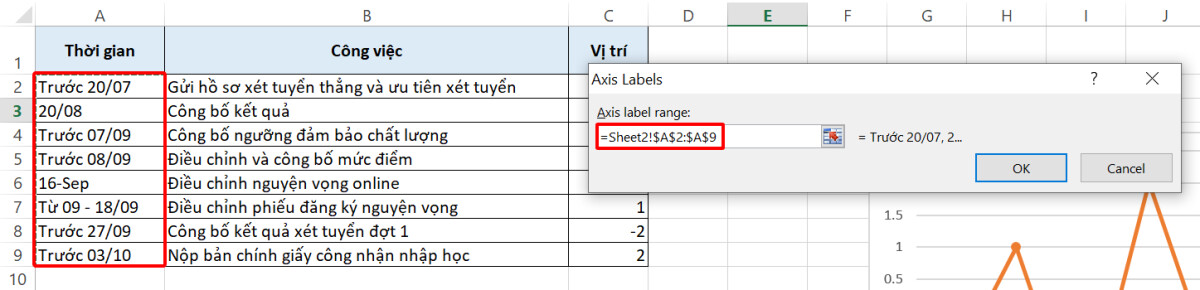 A B C D E F G H I J
1 Thời gian Công việc Vị trí
2 Trước 20/07 Gửi hồ sơ xét tuyển thẳng và ưu tiên xét tuyển
3 20/08 Công bố kết quả
4 Trước 07/09 Công bố ngưỡng đảm bảo chất lượng
5 Trước 08/09 Điều chỉnh và công bố mức điểm
6 16-Sep Điều chỉnh nguyện vọng online
7 Từ 09 - 18/09 Điều chỉnh phiếu đăng ký nguyện vọng 1
8 Trước 27/09 Công bố kết quả xét tuyển đợt 1 -2
9 Trước 03/10 Nộp bản chính giấy công nhận nhập học 2
10
Axis Labels ?
Axis label range:
=Sheet2!$A$2:$A$9 = Trước 20/07, 2...
OK Cancel
1.5
1
0.5